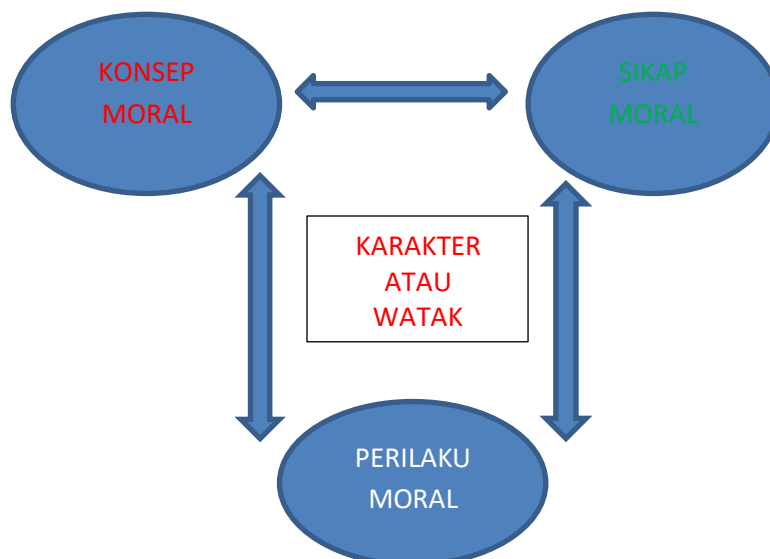 KONSEP
MORAL
SIKAP
MORAL
KARAKTER
ATAU
WATAK
PERILAKU
MORAL